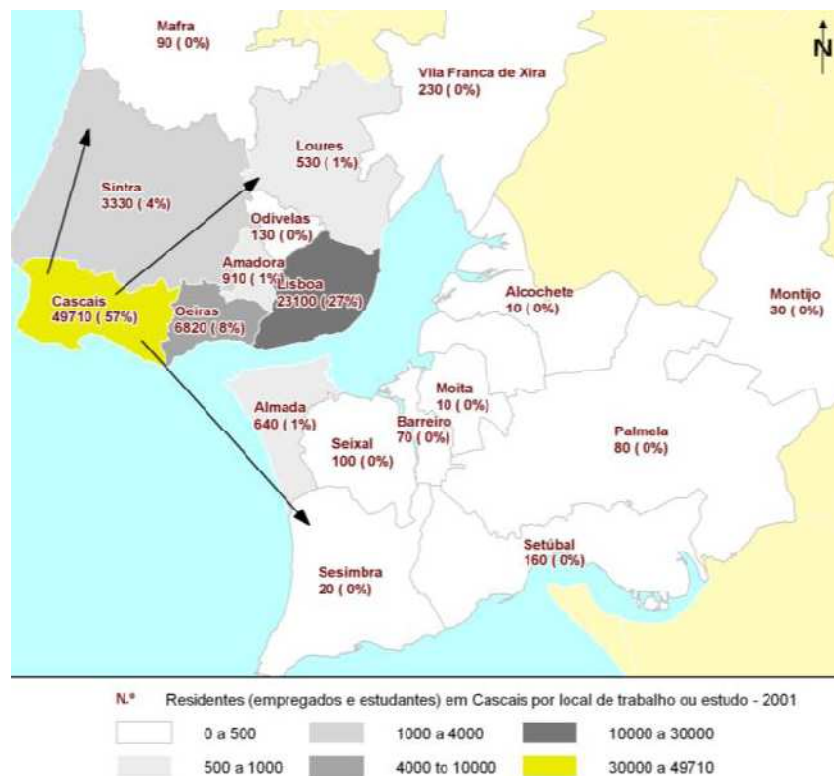 Mafra
90 ( 0%)
N
Vila Franca de Xira
230 ( 0%)
Loures
530 ( 1%)
Sintra
3330 ( 4%)
Odivelas
130 ( 0%)
Amadora
910 ( 1%)
Lisboa
23100 ( 27%)
Cascais
49710 ( 57%)
Oeiras
6820 ( 8%)
Alcochete
10 ( 0%)
Montijo
30 ( 0%)
Almada
640 ( 1%)
Moita
10 ( 0%)
Barreiro
70 ( 0%)
Seixal
100 ( 0%)
Palmela
80 ( 0%)
Setúbal
160 ( 0%)
Sesimbra
20 ( 0%)
N.º Residentes (empregados e estudantes) em Cascais por local de trabalho ou estudo - 2001
0 a 500 1000 a 4000 10000 a 30000
500 a 1000 4000 to 10000 30000 a 49710